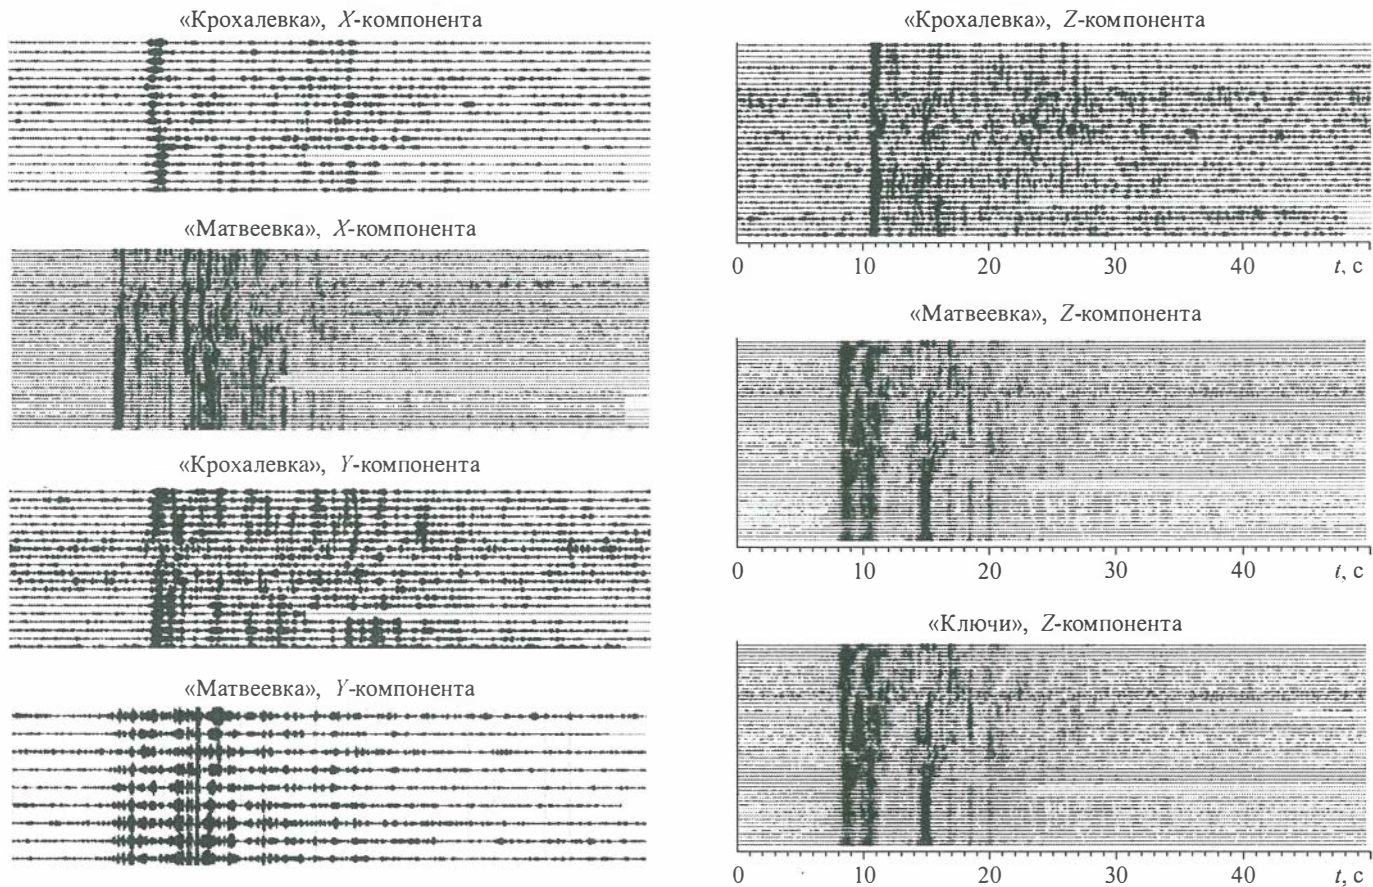 «Крохалевка», X-компонента
«Матвеевка», X-компонента
«Крохалевка», Y-компонента
«Матвеевка», Y-компонента
«Крохалевка», Z-компонента
0 10 20 30 40 t, с
«Матвеевка», Z-компонента
0 10 20 30 40 t, с
«Ключи», Z-компонента
0 10 20 30 40 t, с